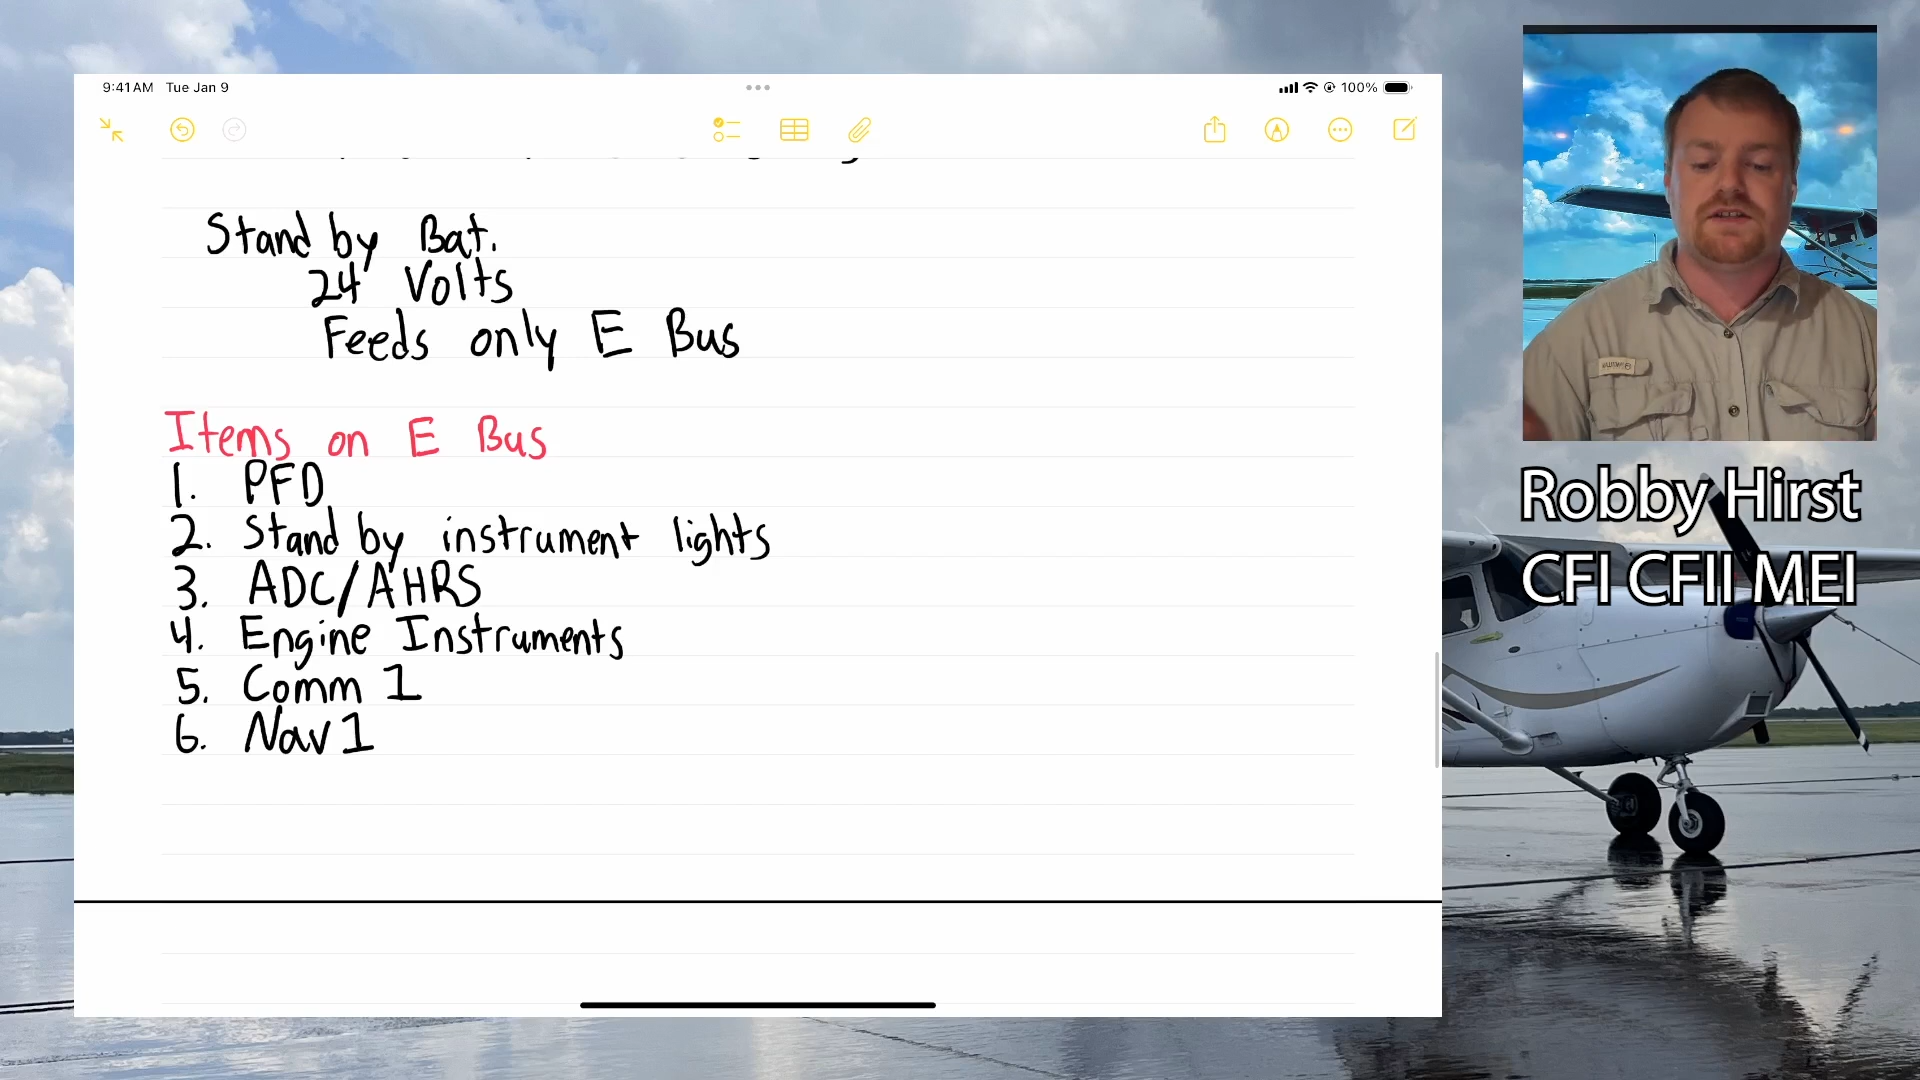 9:41 AM Tue Jan 9
100%
Stand by Bat.
24 Volts
Feeds only E Bus
Items on E Bus
1. PFD
2. Stand by instrument lights
3. ADC/AHRS
4. Engine Instruments
5. Comm 1
6. Nav 1
Robby Hirst
CFI CFII MEI